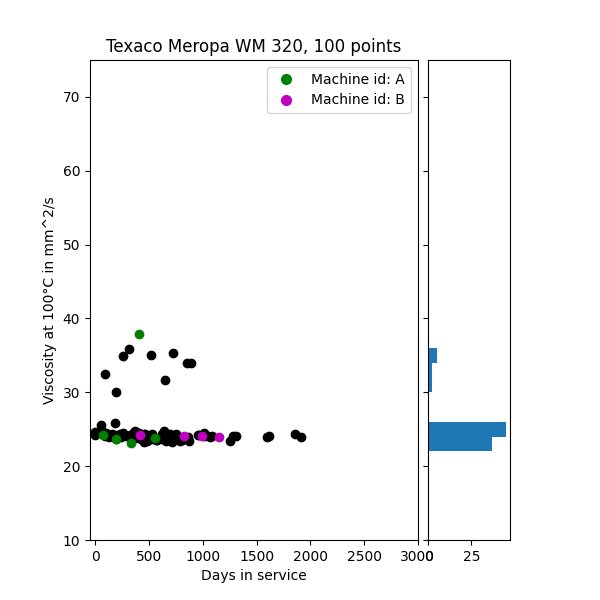 Texaco Meropa WM 320, 100 points
Machine id: A
Machine id: B
70
60
50
40
30
20
10
Viscosity at 100°C in mm^2/s
0 500 1000 1500 2000 2500 3000
0 25
Days in service